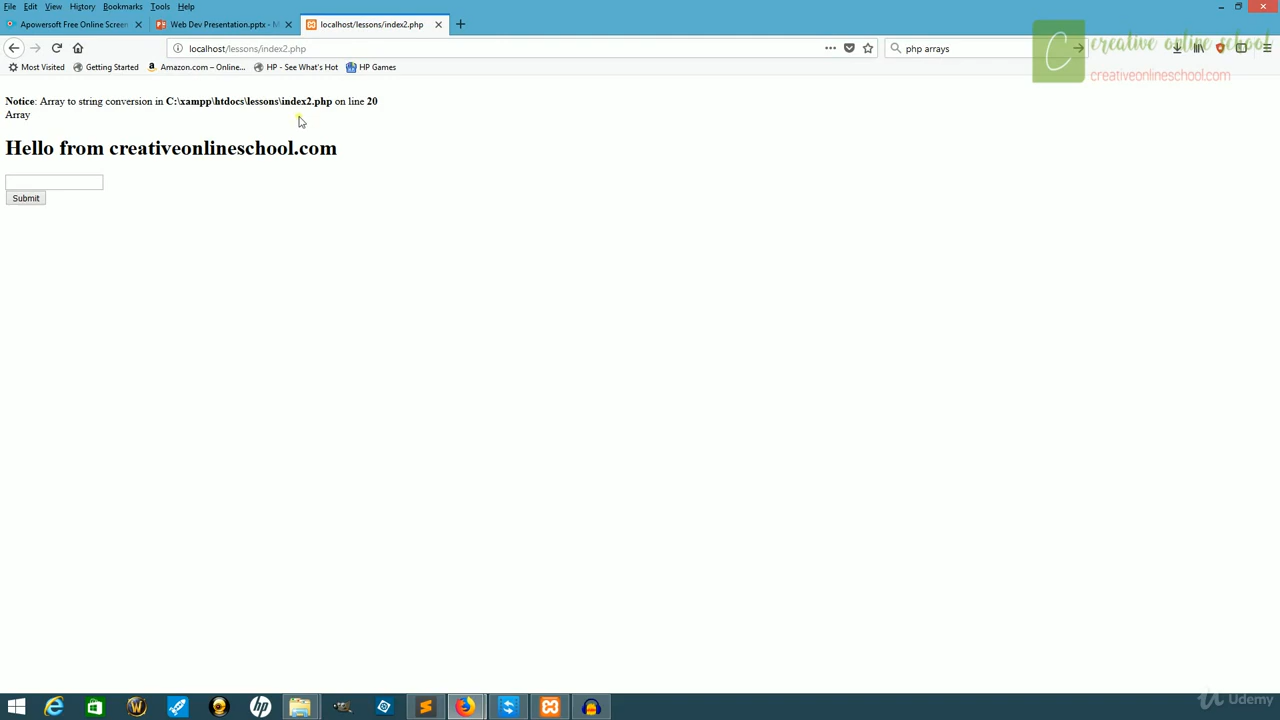 File Edit View History Bookmarks Tools Help
Apowersoft Free Online Screen
Web Dev Presentation.pptx - M
localhost/lessons/index2.php
localhost/lessons/index2.php
php arrays
creative online school
creativeonlineschool.com
Most Visited Getting Started Amazon.com – Online... HP - See What's Hot HP Games
Notice: Array to string conversion in C:\xampp\htdocs\lessons\index2.php on line 20
Array
Hello from creativeonlineschool.com
Submit
Udemy